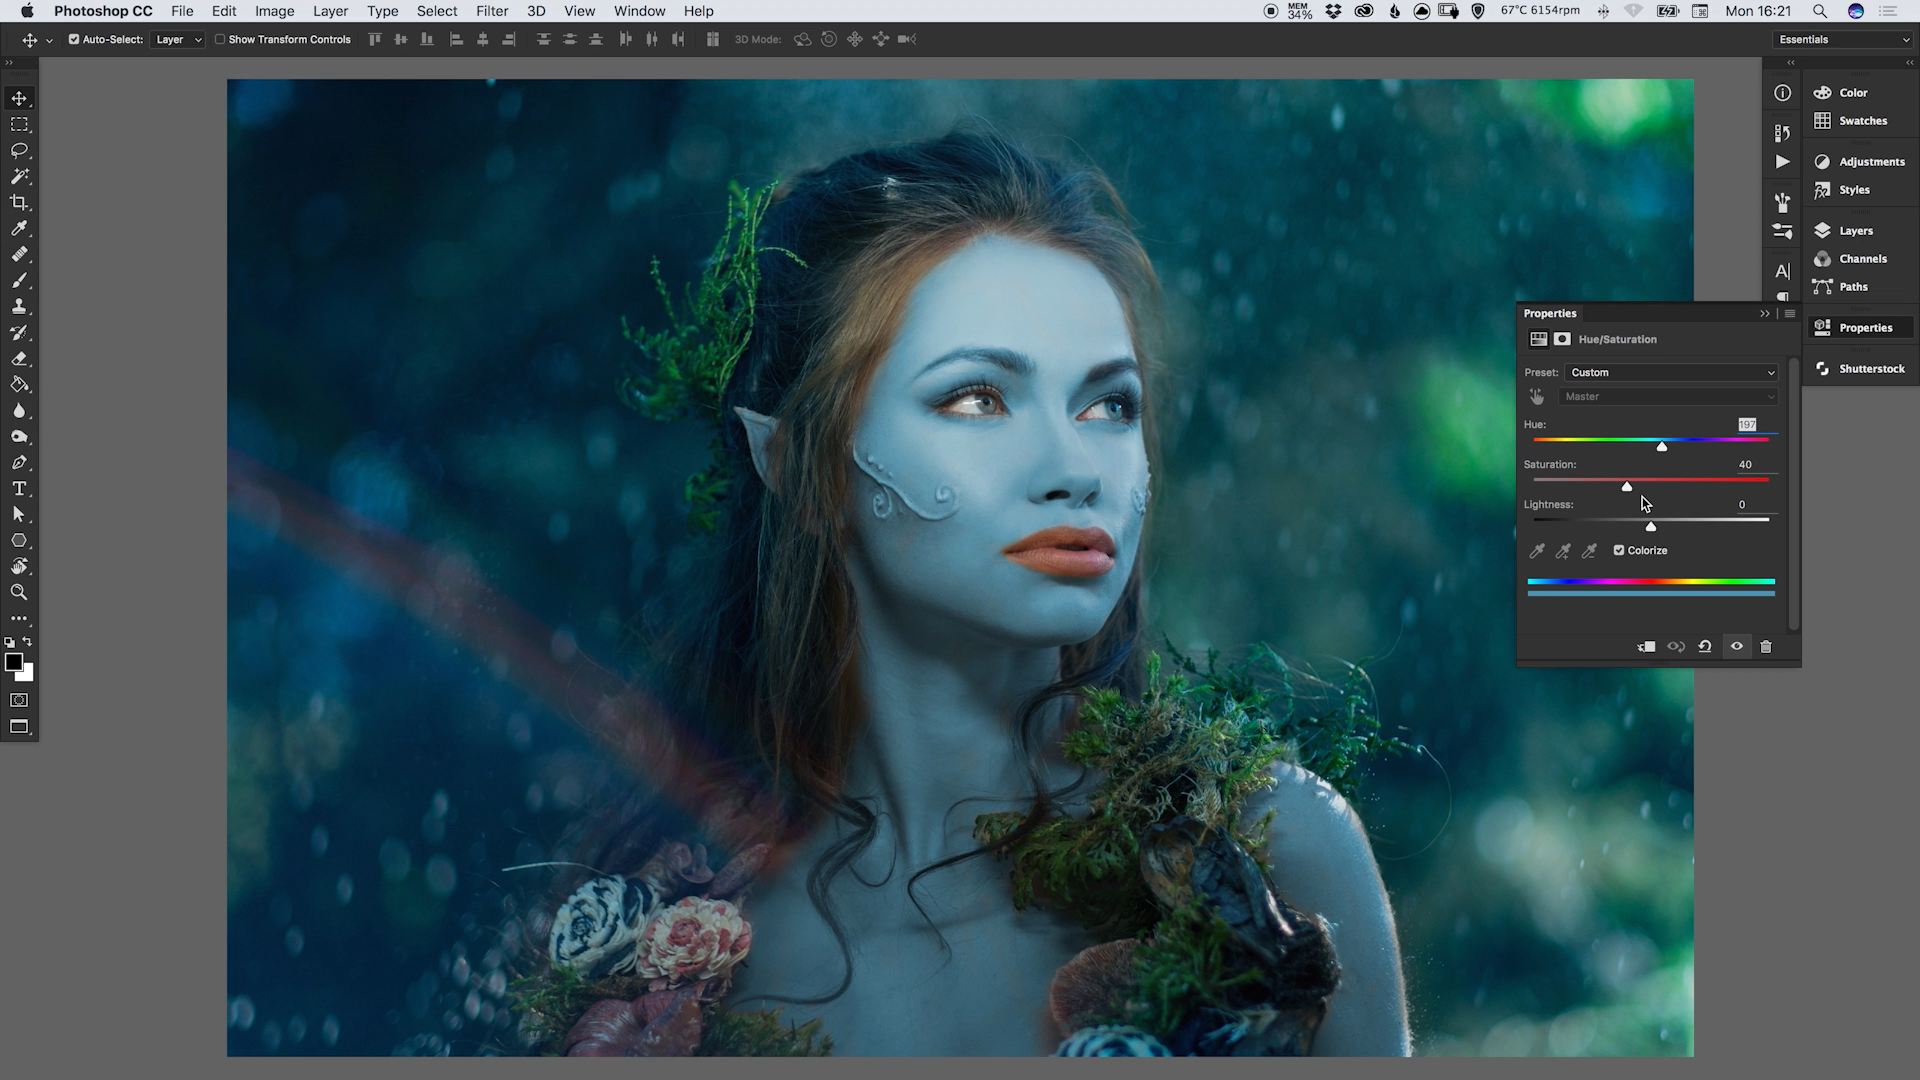 Photoshop CC File Edit Image Layer Type Select Filter 3D View Window Help MEM 34% 67°C 6154rpm Mon 16:21
Auto-Select: Layer Show Transform Controls 3D Mode: Essentials
Color
Swatches
Adjustments
Styles
Layers
Channels
Paths
Properties
Shutterstock
Properties
Hue/Saturation
Preset: Custom
Master
Hue: 197
Saturation: 40
Lightness: 0
Colorize